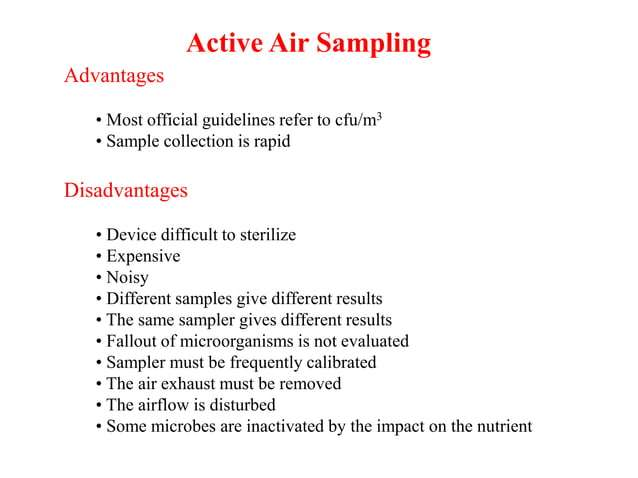 Active Air Sampling
Advantages
• Most official guidelines refer to cfu/m³
• Sample collection is rapid
Disadvantages
• Device difficult to sterilize
• Expensive
• Noisy
• Different samples give different results
• The same sampler gives different results
• Fallout of microorganisms is not evaluated
• Sampler must be frequently calibrated
• The air exhaust must be removed
• The airflow is disturbed
• Some microbes are inactivated by the impact on the nutrient